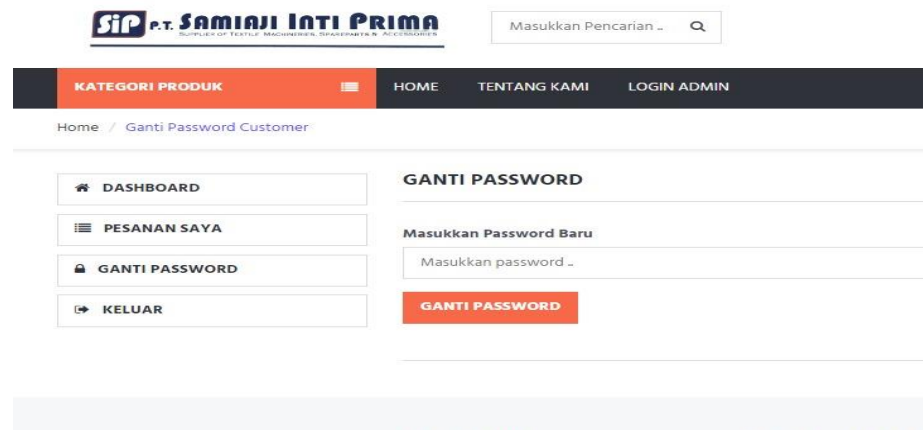 SiP P.T. SAMIAJI INTI PRIMA
SUPPLIER OF TEXTILE MACHINERIES, SPAREPARTS & ACCESSORIES
Masukkan Pencarian ..
KATEGORI PRODUK HOME TENTANG KAMI LOGIN ADMIN
Home / Ganti Password Customer
DASHBOARD
PESANAN SAYA
GANTI PASSWORD
KELUAR
GANTI PASSWORD
Masukkan Password Baru
Masukkan password ..
GANTI PASSWORD